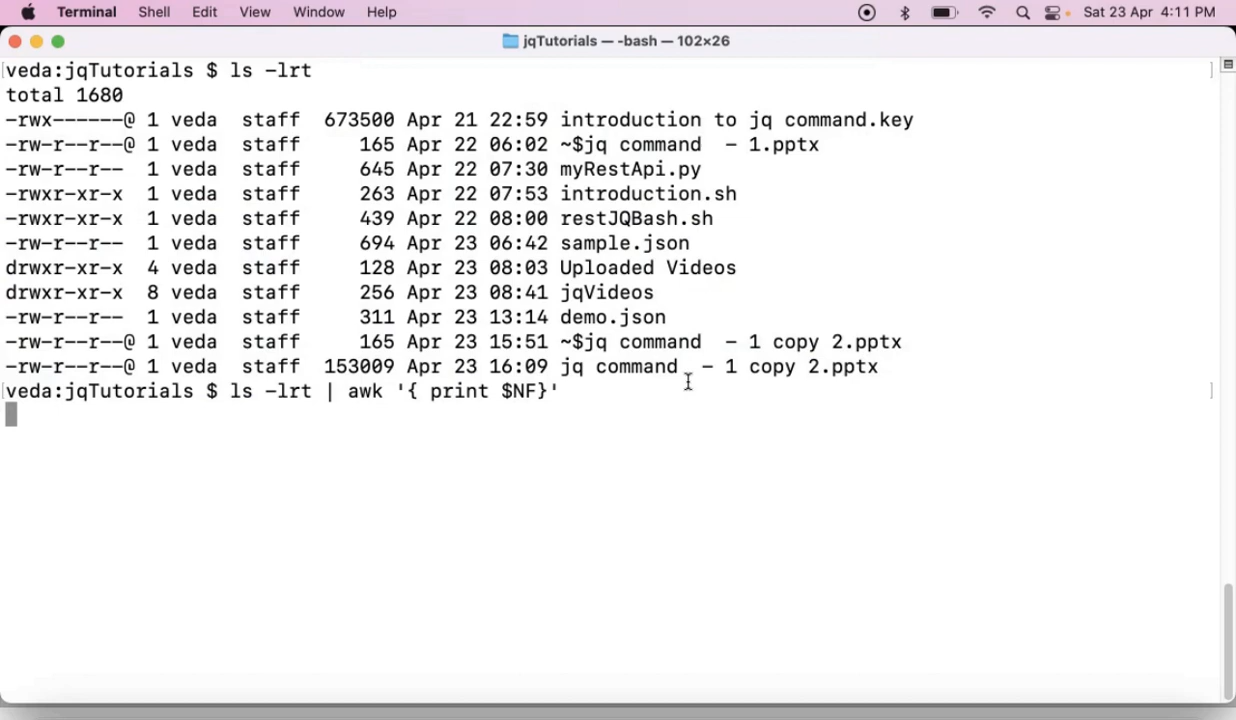 Terminal Shell Edit View Window Help Sat 23 Apr 4:11 PM
jqTutorials — -bash — 102×26
veda:jqTutorials $ ls -lrt
total 1680
-rwx------@ 1 veda  staff  673500 Apr 21 22:59 introduction to jq command.key
-rw-r--r--@ 1 veda  staff     165 Apr 22 06:02 ~$jq command  - 1.pptx
-rw-r--r--  1 veda  staff     645 Apr 22 07:30 myRestApi.py
-rwxr-xr-x  1 veda  staff     263 Apr 22 07:53 introduction.sh
-rwxr-xr-x  1 veda  staff     439 Apr 22 08:00 restJQBash.sh
-rw-r--r--  1 veda  staff     694 Apr 23 06:42 sample.json
drwxr-xr-x  4 veda  staff     128 Apr 23 08:03 Uploaded Videos
drwxr-xr-x  8 veda  staff     256 Apr 23 08:41 jqVideos
-rw-r--r--  1 veda  staff     311 Apr 23 13:14 demo.json
-rw-r--r--@ 1 veda  staff     165 Apr 23 15:51 ~$jq command  - 1 copy 2.pptx
-rw-r--r--@ 1 veda  staff  153009 Apr 23 16:09 jq command  - 1 copy 2.pptx
veda:jqTutorials $ ls -lrt | awk '{ print $NF}'